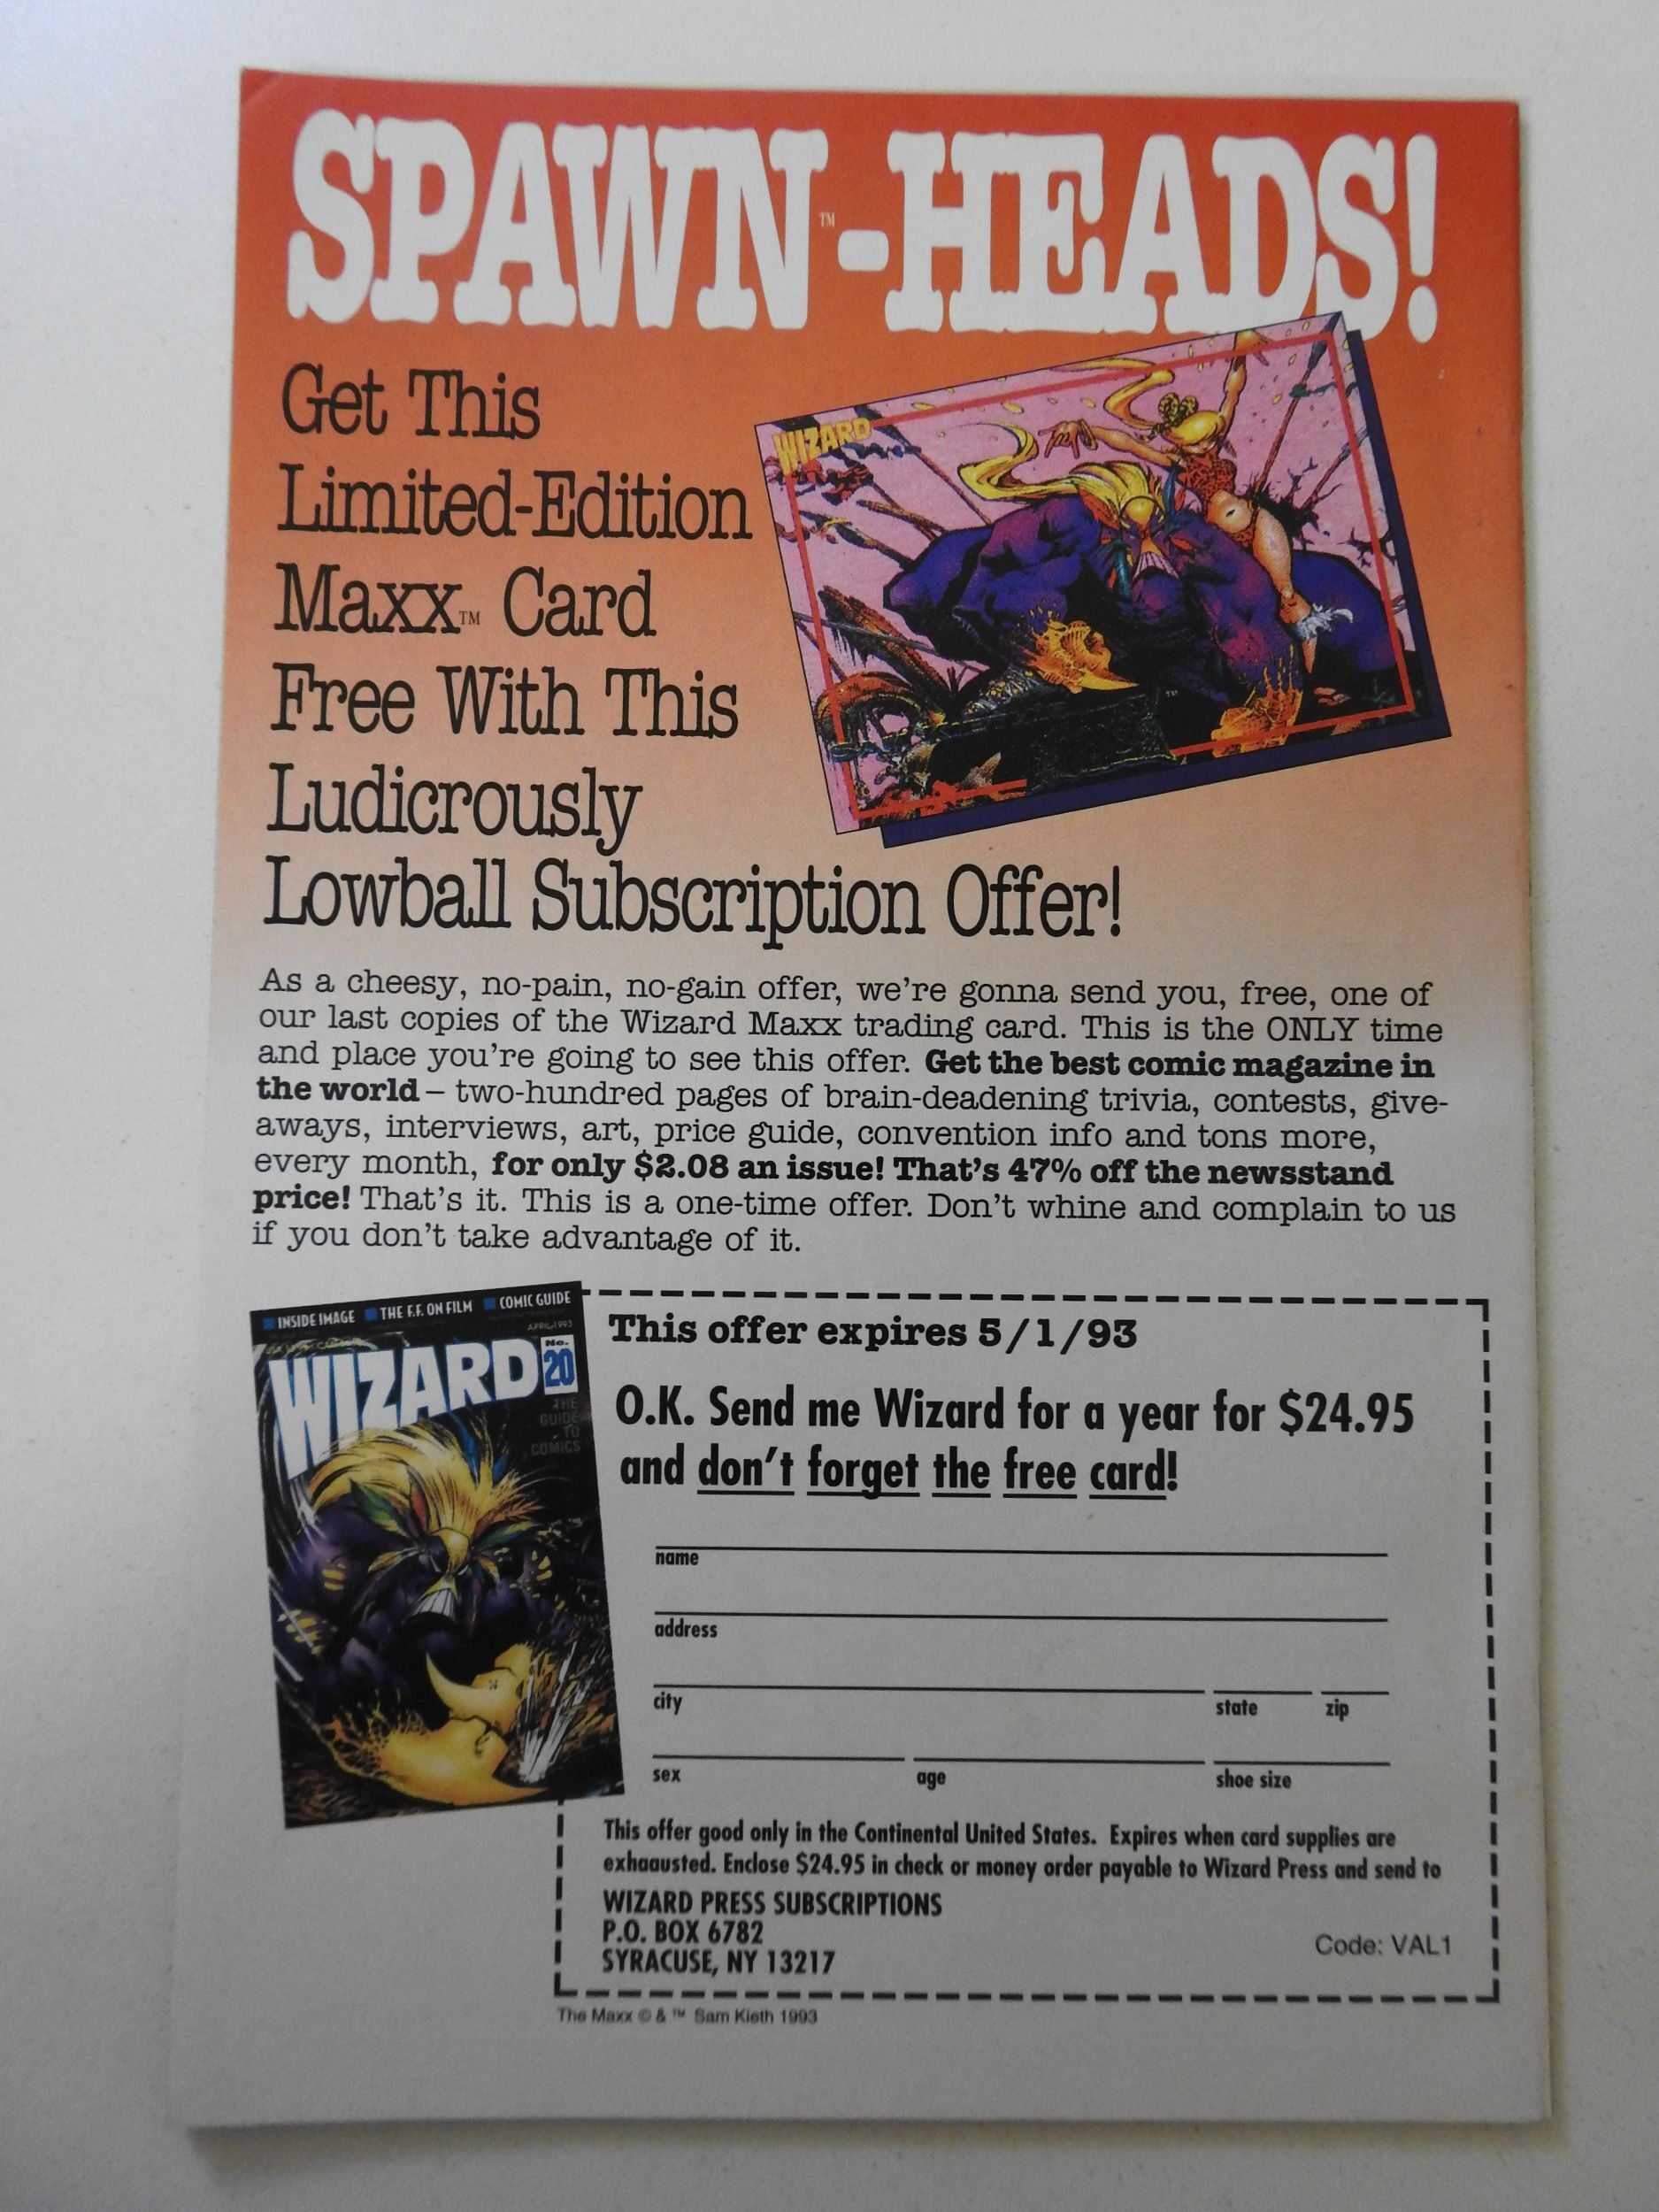 SPAWN™-HEADS!
Get This
Limited-Edition
Maxx™ Card
Free With This
Ludicrously
Lowball Subscription Offer!
WIZARD
As a cheesy, no-pain, no-gain offer, we're gonna send you, free, one of
our last copies of the Wizard Maxx trading card. This is the ONLY time
and place you're going to see this offer. Get the best comic magazine in
the world – two-hundred pages of brain-deadening trivia, contests, give-
aways, interviews, art, price guide, convention info and tons more,
every month, for only $2.08 an issue! That's 47% off the newsstand
price! That's it. This is a one-time offer. Don't whine and complain to us
if you don't take advantage of it.
INSIDE IMAGE THE F.F. ON FILM COMIC GUIDE
APRIL 1993
WIZARD
No.
20
THE
GUIDE
TO
COMICS
This offer expires 5/1/93
O.K. Send me Wizard for a year for $24.95
and don't forget the free card!
name
address
city state zip
sex age shoe size
This offer good only in the Continental United States. Expires when card supplies are
exhaausted. Enclose $24.95 in check or money order payable to Wizard Press and send to
WIZARD PRESS SUBSCRIPTIONS
P.O. BOX 6782
SYRACUSE, NY 13217
Code: VAL1
The Maxx © & ™ Sam Kieth 1993